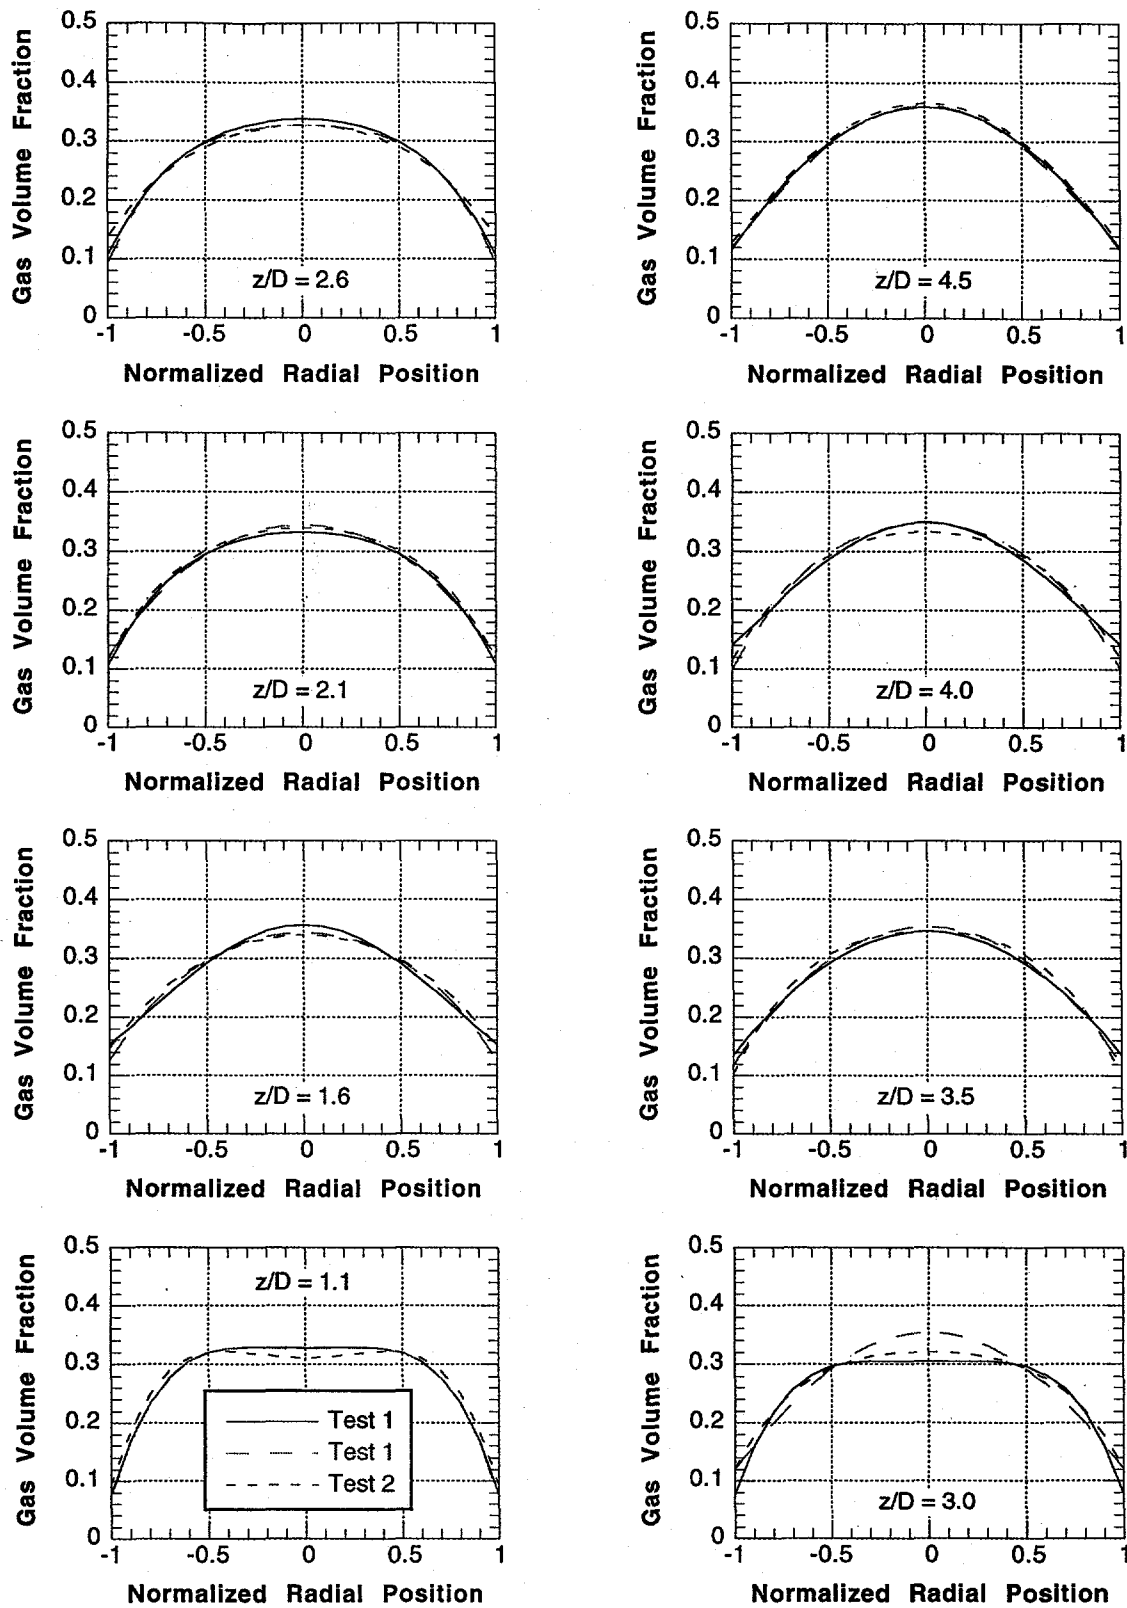 Gas Volume Fraction
0.5
0.4
0.3
0.2
0.1
0
z/D = 2.6
-1 -0.5 0 0.5 1
Normalized Radial Position
Gas Volume Fraction
0.5
0.4
0.3
0.2
0.1
0
z/D = 4.5
-1 -0.5 0 0.5 1
Normalized Radial Position
Gas Volume Fraction
0.5
0.4
0.3
0.2
0.1
0
z/D = 2.1
-1 -0.5 0 0.5 1
Normalized Radial Position
Gas Volume Fraction
0.5
0.4
0.3
0.2
0.1
0
z/D = 4.0
-1 -0.5 0 0.5 1
Normalized Radial Position
Gas Volume Fraction
0.5
0.4
0.3
0.2
0.1
0
z/D = 1.6
-1 -0.5 0 0.5 1
Normalized Radial Position
Gas Volume Fraction
0.5
0.4
0.3
0.2
0.1
0
z/D = 3.5
-1 -0.5 0 0.5 1
Normalized Radial Position
Gas Volume Fraction
0.5
0.4
0.3
0.2
0.1
0
z/D = 1.1
Test 1
Test 1
Test 2
-1 -0.5 0 0.5 1
Normalized Radial Position
Gas Volume Fraction
0.5
0.4
0.3
0.2
0.1
0
z/D = 3.0
-1 -0.5 0 0.5 1
Normalized Radial Position